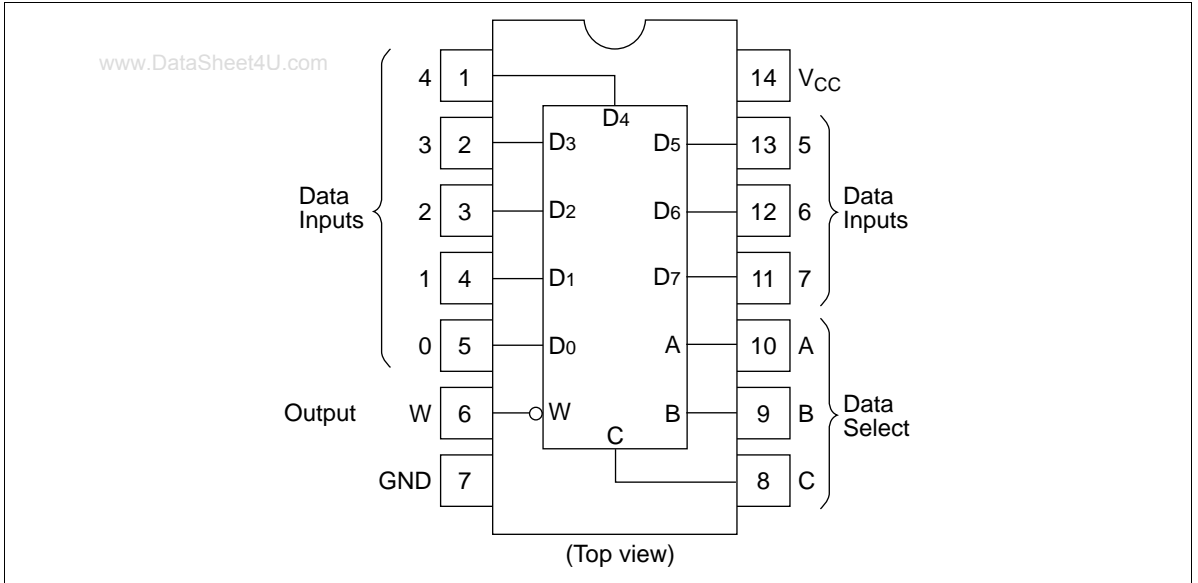 www.DataSheet4U.com
4 1 14 VCC
D4
3 2 D3 D5 13 5
Data Inputs
2 3 D2 D6 12 6
Data Inputs
1 4 D1 D7 11 7
0 5 D0 A 10 A
Output W 6 W B 9 B
Data Select
C
GND 7 8 C
(Top view)